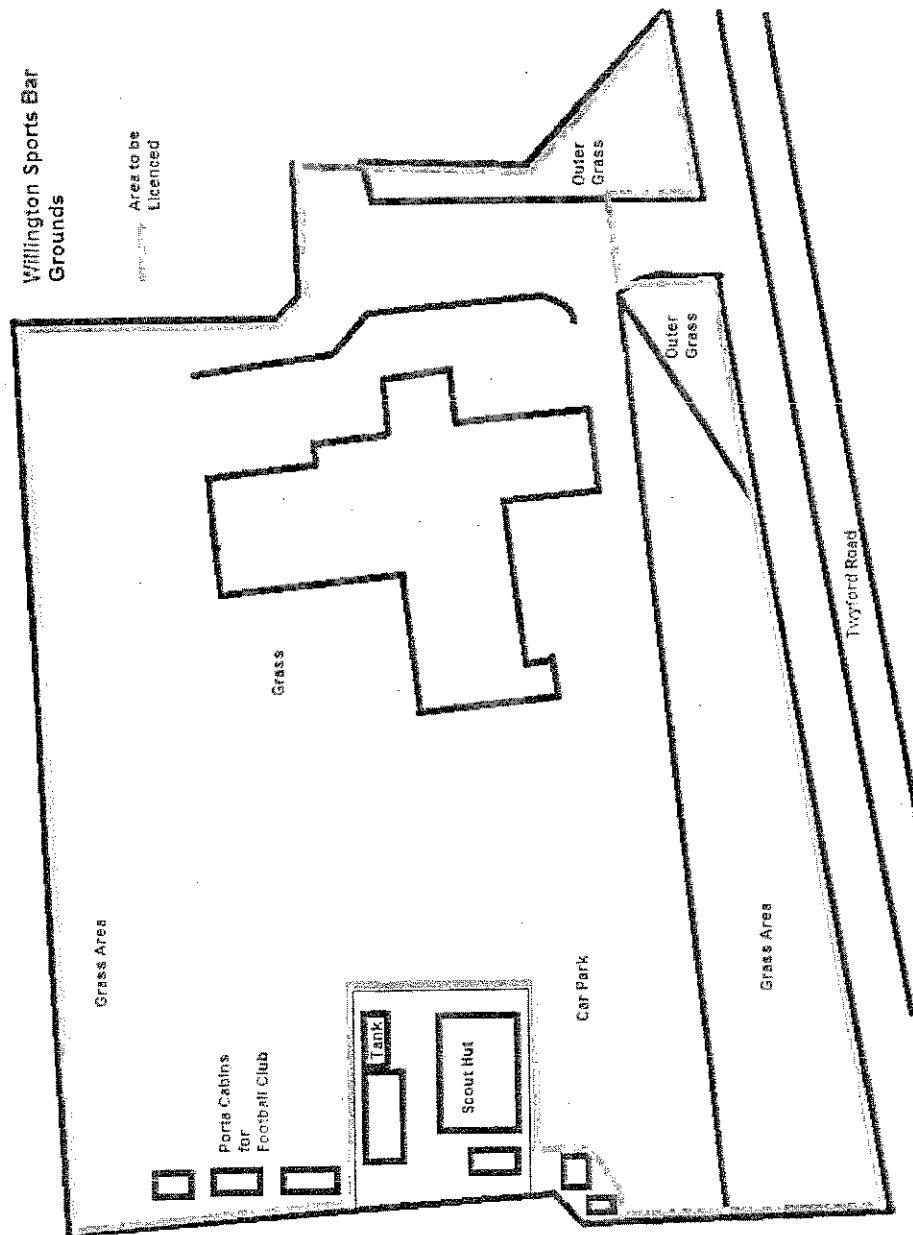 Willington Sports Bar
Grounds
Area to be
Licenced
Outer
Grass
Outer
Grass
Grass
Twyford Road
Grass Area
Car Park
Grass Area
Porta Cabins
for
Football Club
Tank
Scout Hut